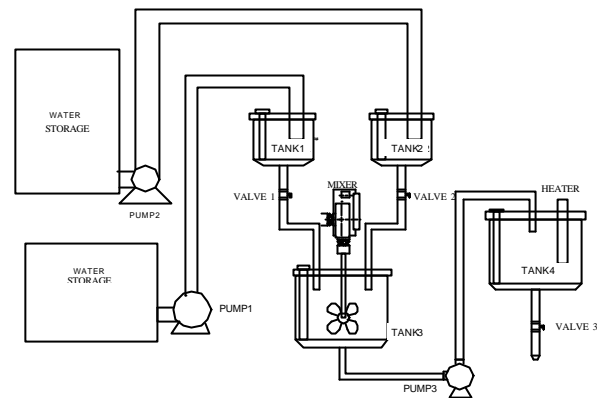 WATER
STORAGE
PUMP2
TANK1
TANK2
VALVE 1
MIXER
VALVE 2
HEATER
WATER
STORAGE
PUMP1
TANK3
TANK4
VALVE 3
PUMP3